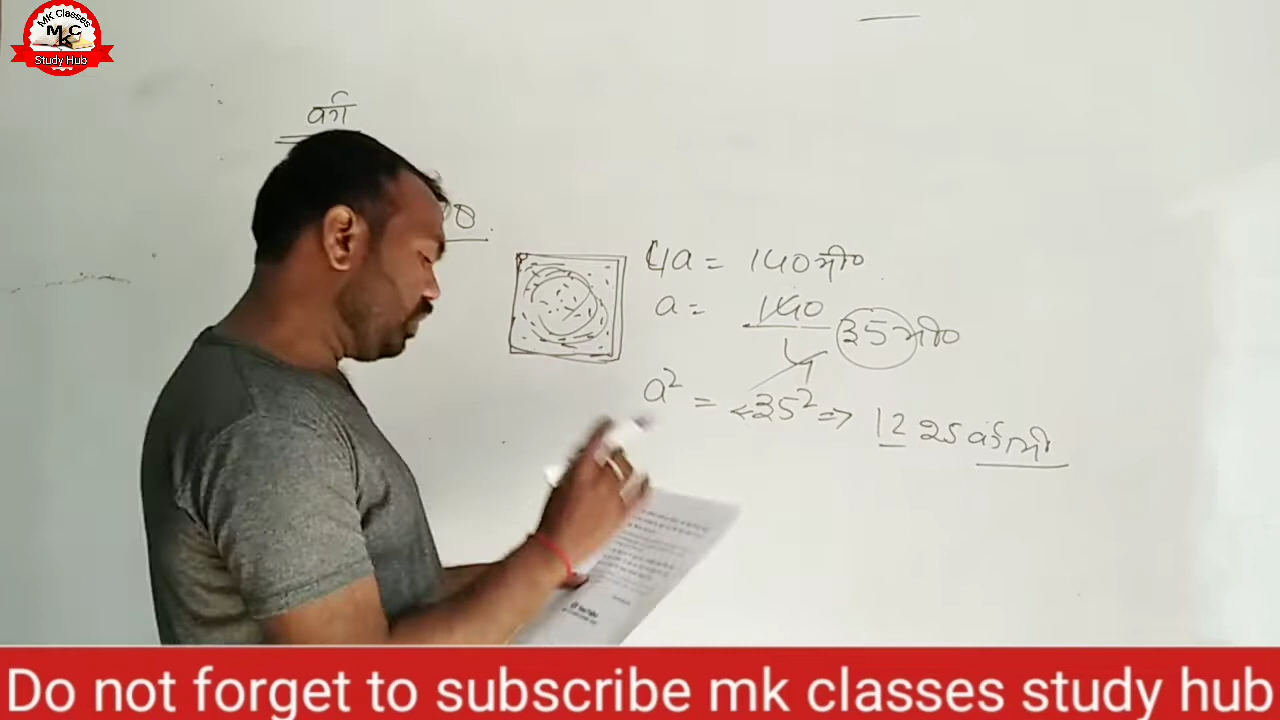 MK Classes
MKC
Study Hub
वर्ग
4a = 140मी०
a = 140
4
35मी०
a² = 35² ⇒ 1225 वर्गमी
Do not forget to subscribe mk classes study hub